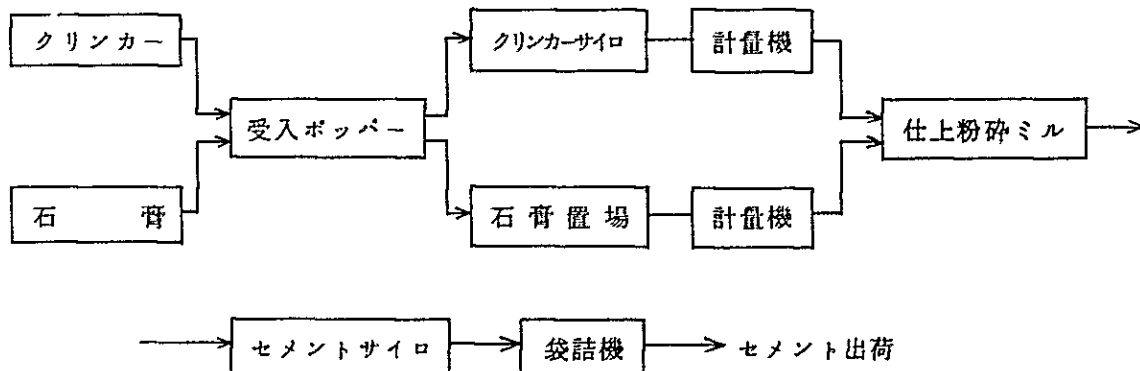 クリンカー
クリンカーサイロ
計量機
受入ポッパー
仕上粉砕ミル
石膏
石膏置場
計量機
セメントサイロ
袋詰機
セメント出荷